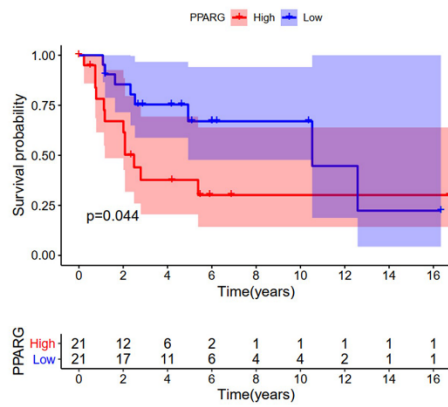 PPARG High Low
1.00
0.75
0.50
0.25
0.00
Survival probability
p=0.044
0 2 4 6 8 10 12 14 16
Time(years)
PPARG
High 21 12 6 2 1 1 1 1 1
Low 21 17 11 6 4 4 2 1 1
0 2 4 6 8 10 12 14 16
Time(years)